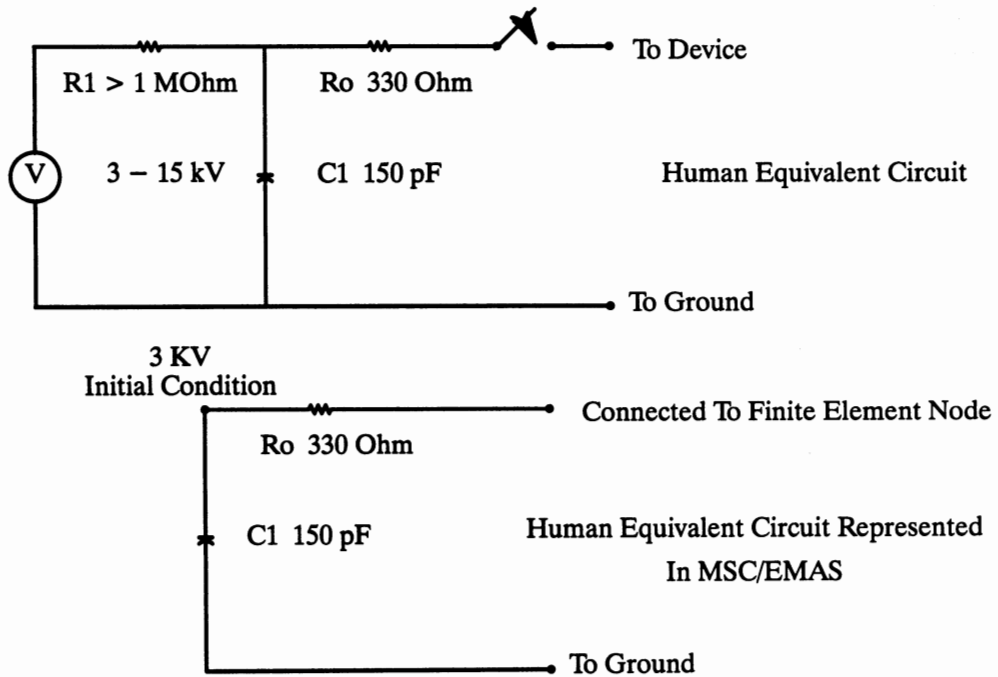 To Device
R1 > 1 MOhm
Ro 330 Ohm
V
3 – 15 kV
C1 150 pF
Human Equivalent Circuit
To Ground
3 KV
Initial Condition
Connected To Finite Element Node
Ro 330 Ohm
C1 150 pF
Human Equivalent Circuit Represented
In MSC/EMAS
To Ground